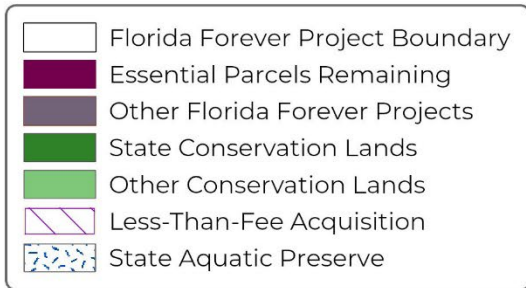 Florida Forever Project Boundary
Essential Parcels Remaining
Other Florida Forever Projects
State Conservation Lands
Other Conservation Lands
Less-Than-Fee Acquisition
State Aquatic Preserve